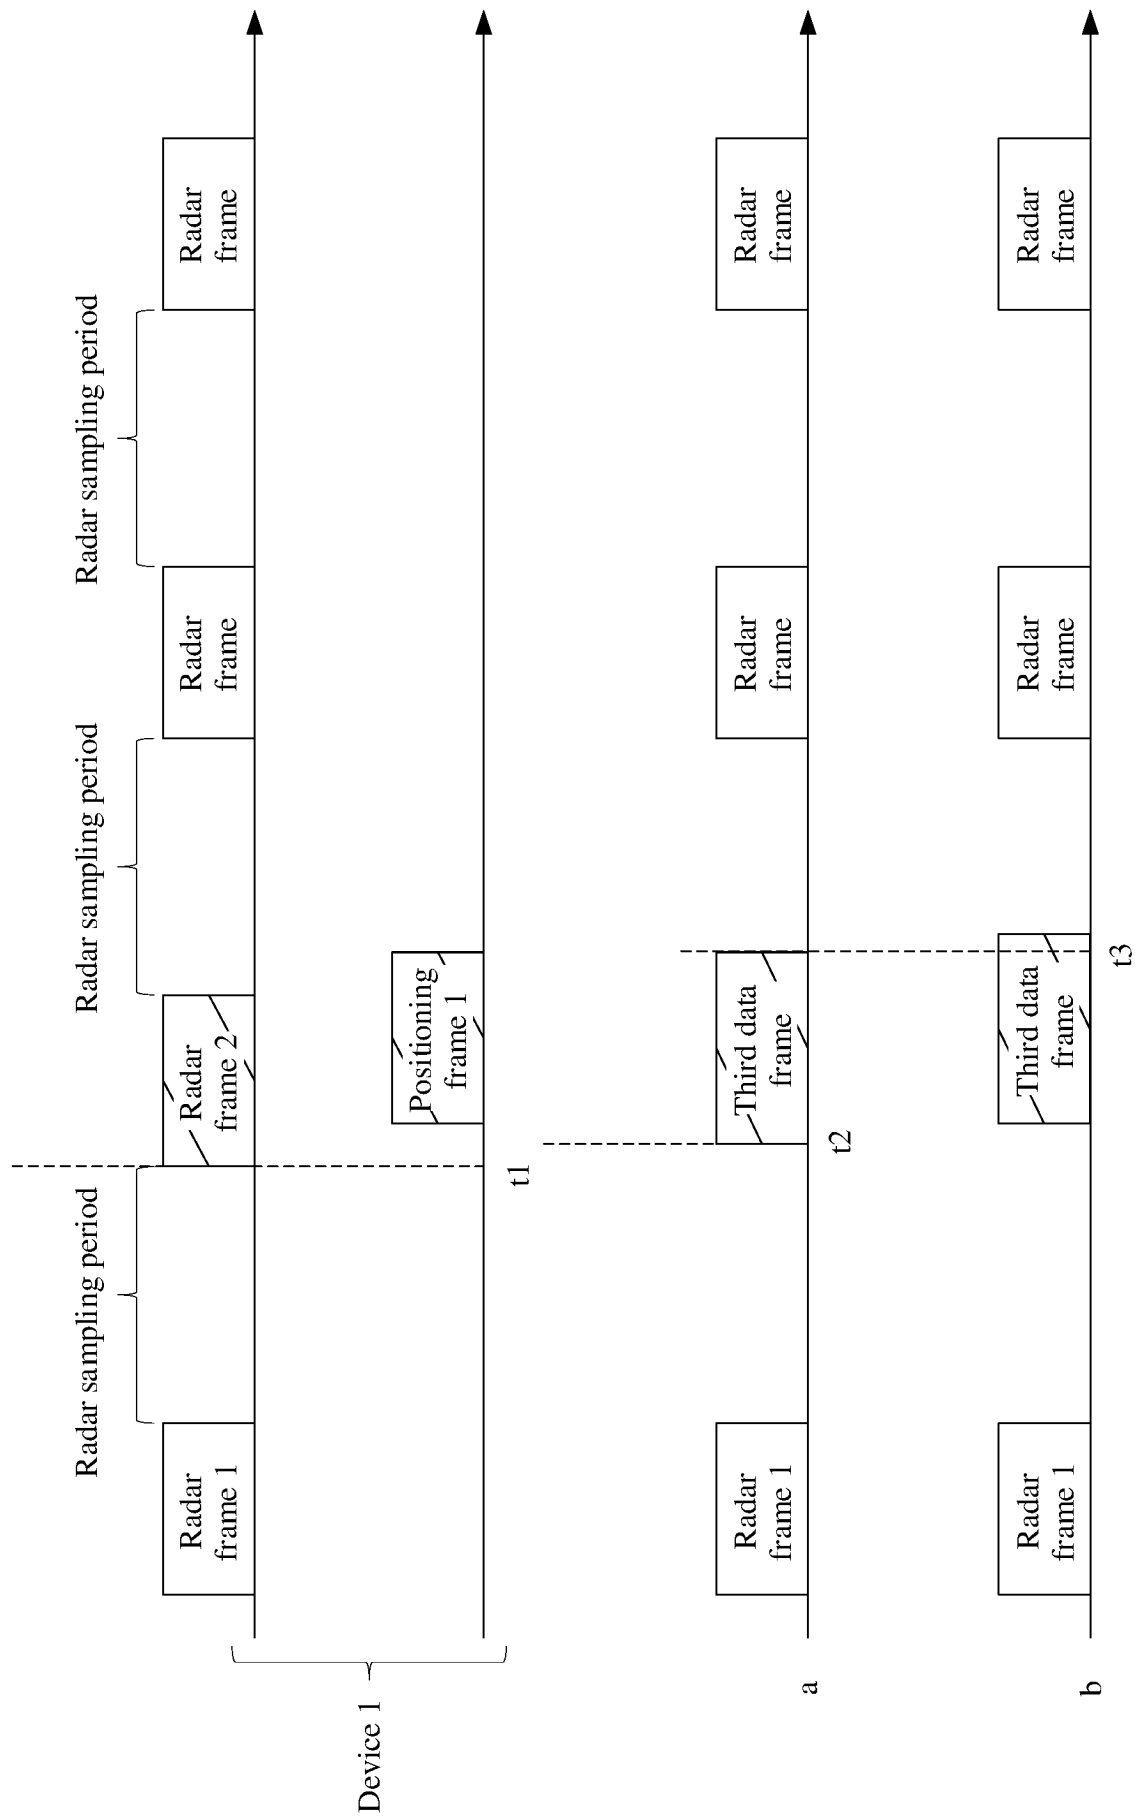 Radar sampling period
Radar sampling period
Radar sampling period
Radar
frame 1
Radar
frame 2
Radar
frame
Radar
frame
Device 1
Positioning
frame 1
t1
Radar
frame 1
Third data
frame
Radar
frame
Radar
frame
a
t2
Radar
frame 1
Third data
frame
Radar
frame
Radar
frame
b
t3